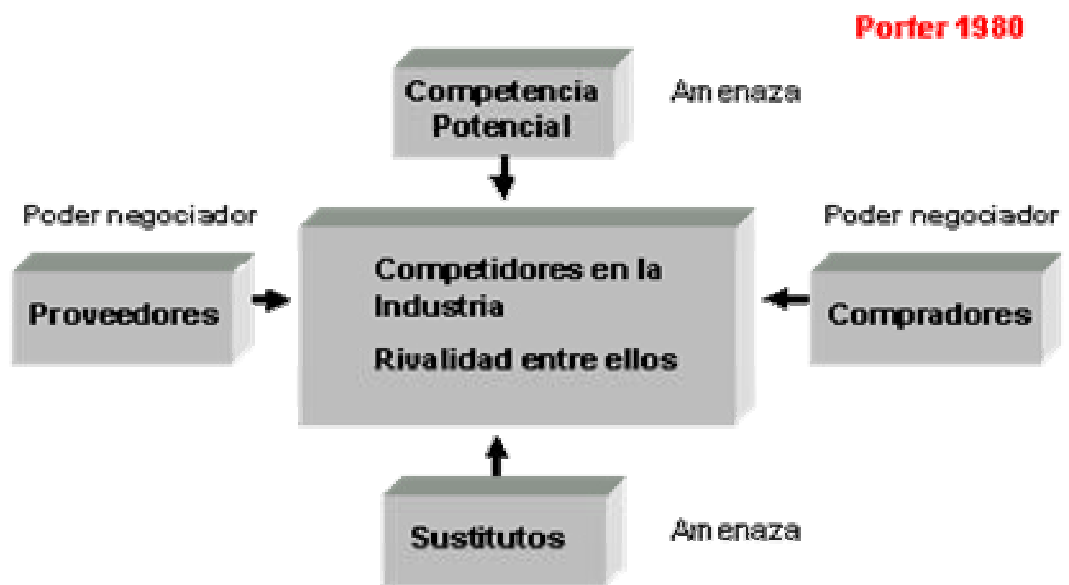 Porter 1980
Competencia
Potencial
Amenaza
Poder negociador
Poder negociador
Proveedores
Competidores en la
Industria
Rivalidad entre ellos
Compradores
Sustitutos
Amenaza